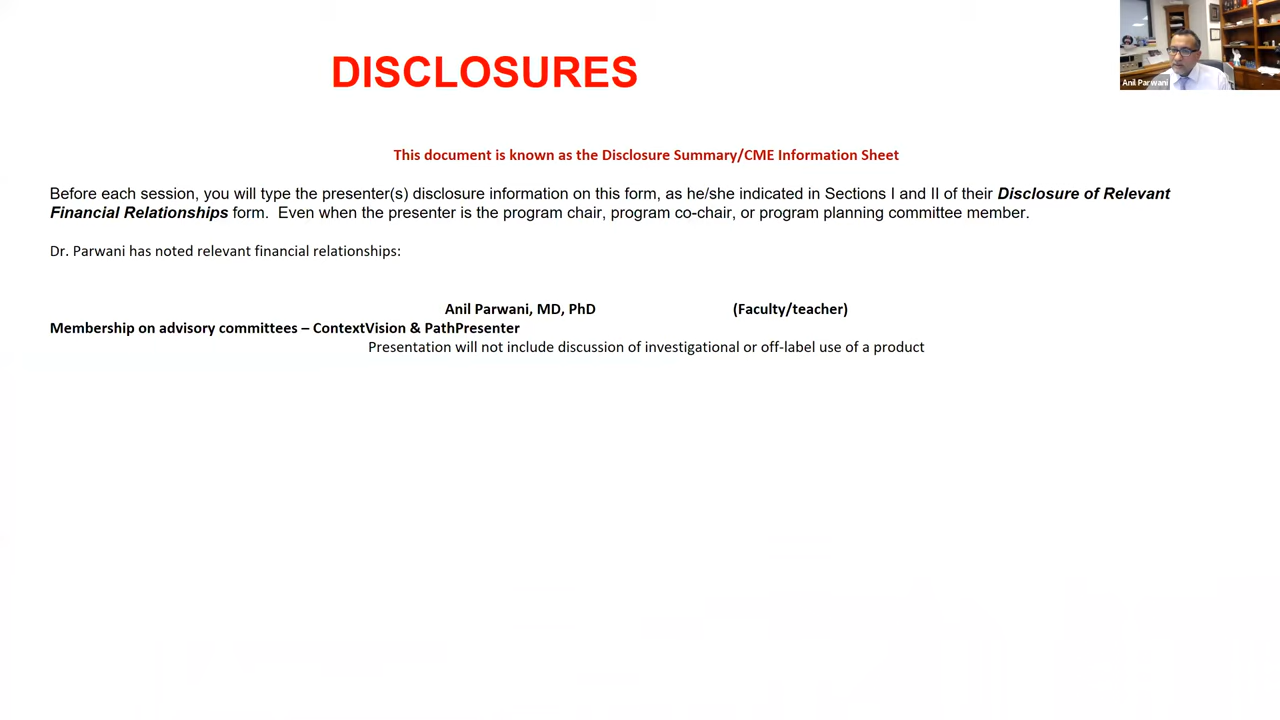 DISCLOSURES
Anil Parwani
This document is known as the Disclosure Summary/CME Information Sheet
Before each session, you will type the presenter(s) disclosure information on this form, as he/she indicated in Sections I and II of their Disclosure of Relevant
Financial Relationships form.  Even when the presenter is the program chair, program co-chair, or program planning committee member.
Dr. Parwani has noted relevant financial relationships:
Anil Parwani, MD, PhD (Faculty/teacher)
Membership on advisory committees – ContextVision & PathPresenter
Presentation will not include discussion of investigational or off-label use of a product